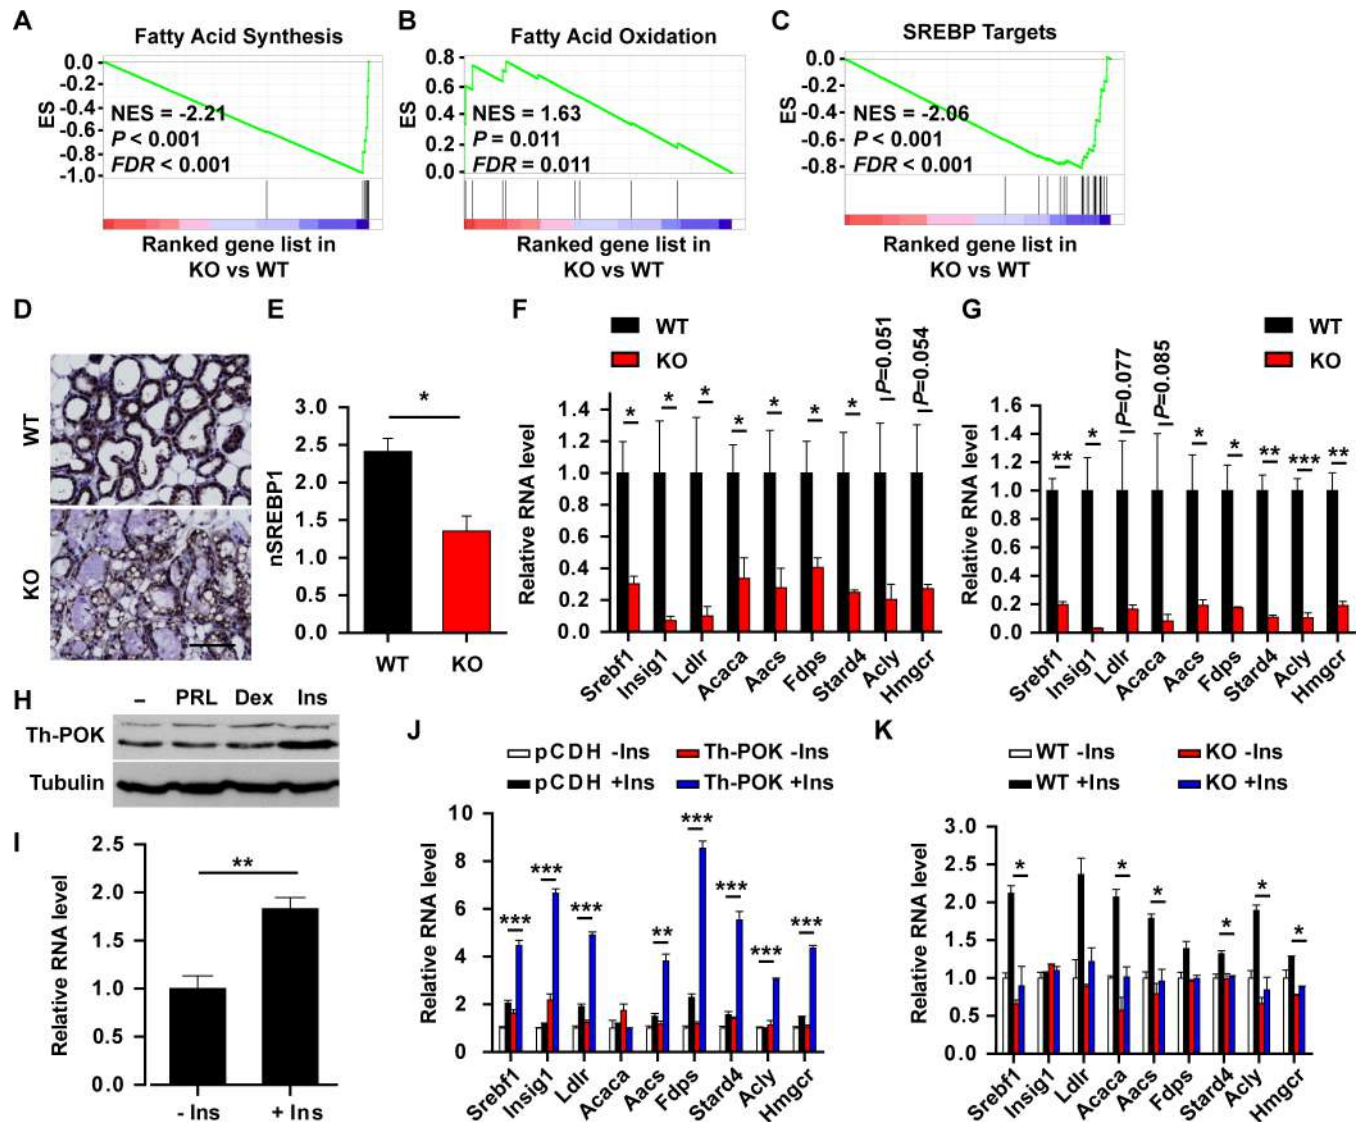 A
Fatty Acid Synthesis
0.0
-0.2
-0.4
-0.6
-0.8
-1.0
ES
NES = -2.21
P < 0.001
FDR < 0.001
Ranked gene list in
KO vs WT
B
Fatty Acid Oxidation
0.8
0.6
0.4
0.2
0.0
ES
NES = 1.63
P = 0.011
FDR = 0.011
Ranked gene list in
KO vs WT
C
SREBP Targets
0.0
-0.2
-0.4
-0.6
-0.8
ES
NES = -2.06
P < 0.001
FDR < 0.001
Ranked gene list in
KO vs WT
D
WT
KO
E
nSREBP1
3.0
2.5
2.0
1.5
1.0
0.5
0.0
*
WT
KO
F
WT
KO
Relative RNA level
1.4
1.2
1.0
0.8
0.6
0.4
0.2
0.0
* * * * * * * P=0.051 P=0.054
Srebf1 Insig1 Ldlr Acaca Aacs Fdps Stard4 Acly Hmgcr
G
WT
KO
Relative RNA level
1.4
1.2
1.0
0.8
0.6
0.4
0.2
0.0
** * P=0.077 P=0.085 * * ** *** **
Srebf1 Insig1 Ldlr Acaca Aacs Fdps Stard4 Acly Hmgcr
H
– PRL Dex Ins
Th-POK
Tubulin
I
Relative RNA level
2.5
2.0
1.5
1.0
0.5
0.0
**
- Ins
+ Ins
J
pCDH -Ins
Th-POK -Ins
pCDH +Ins
Th-POK +Ins
Relative RNA level
10
8
6
4
2
0
*** *** *** ** *** *** *** ***
Srebf1 Insig1 Ldlr Acaca Aacs Fdps Stard4 Acly Hmgcr
K
WT -Ins
KO -Ins
WT +Ins
KO +Ins
Relative RNA level
3.0
2.5
2.0
1.5
1.0
0.5
0.0
* * * * * *
Srebf1 Insig1 Ldlr Acaca Aacs Fdps Stard4 Acly Hmgcr